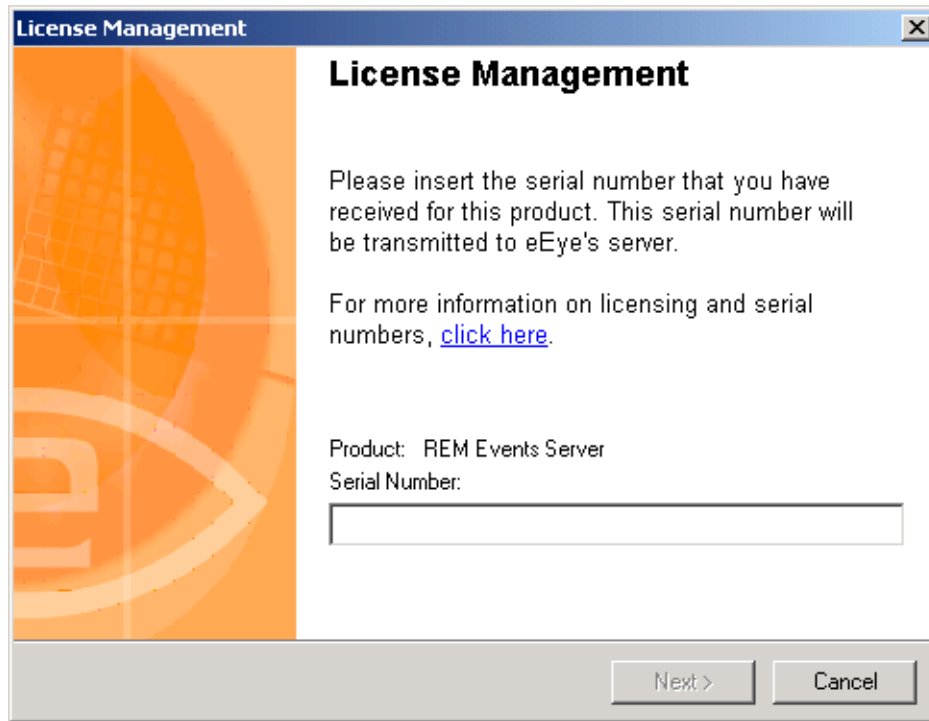 License Management
License Management
Please insert the serial number that you have
received for this product. This serial number will
be transmitted to eEye's server.
For more information on licensing and serial
numbers, click here.
Product: REM Events Server
Serial Number:
e
Next >
Cancel